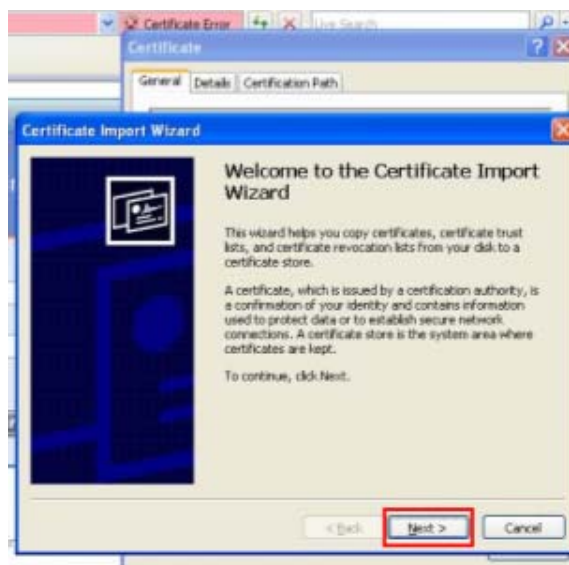 Certificate Error
Live Search
Certificate
General Details Certification Path
Certificate Import Wizard
Welcome to the Certificate Import
Wizard
This wizard helps you copy certificates, certificate trust
lists, and certificate revocation lists from your disk to a
certificate store.
A certificate, which is issued by a certification authority, is
a confirmation of your identity and contains information
used to protect data or to establish secure network
connections. A certificate store is the system area where
certificates are kept.
To continue, click Next.
< Back Next > Cancel